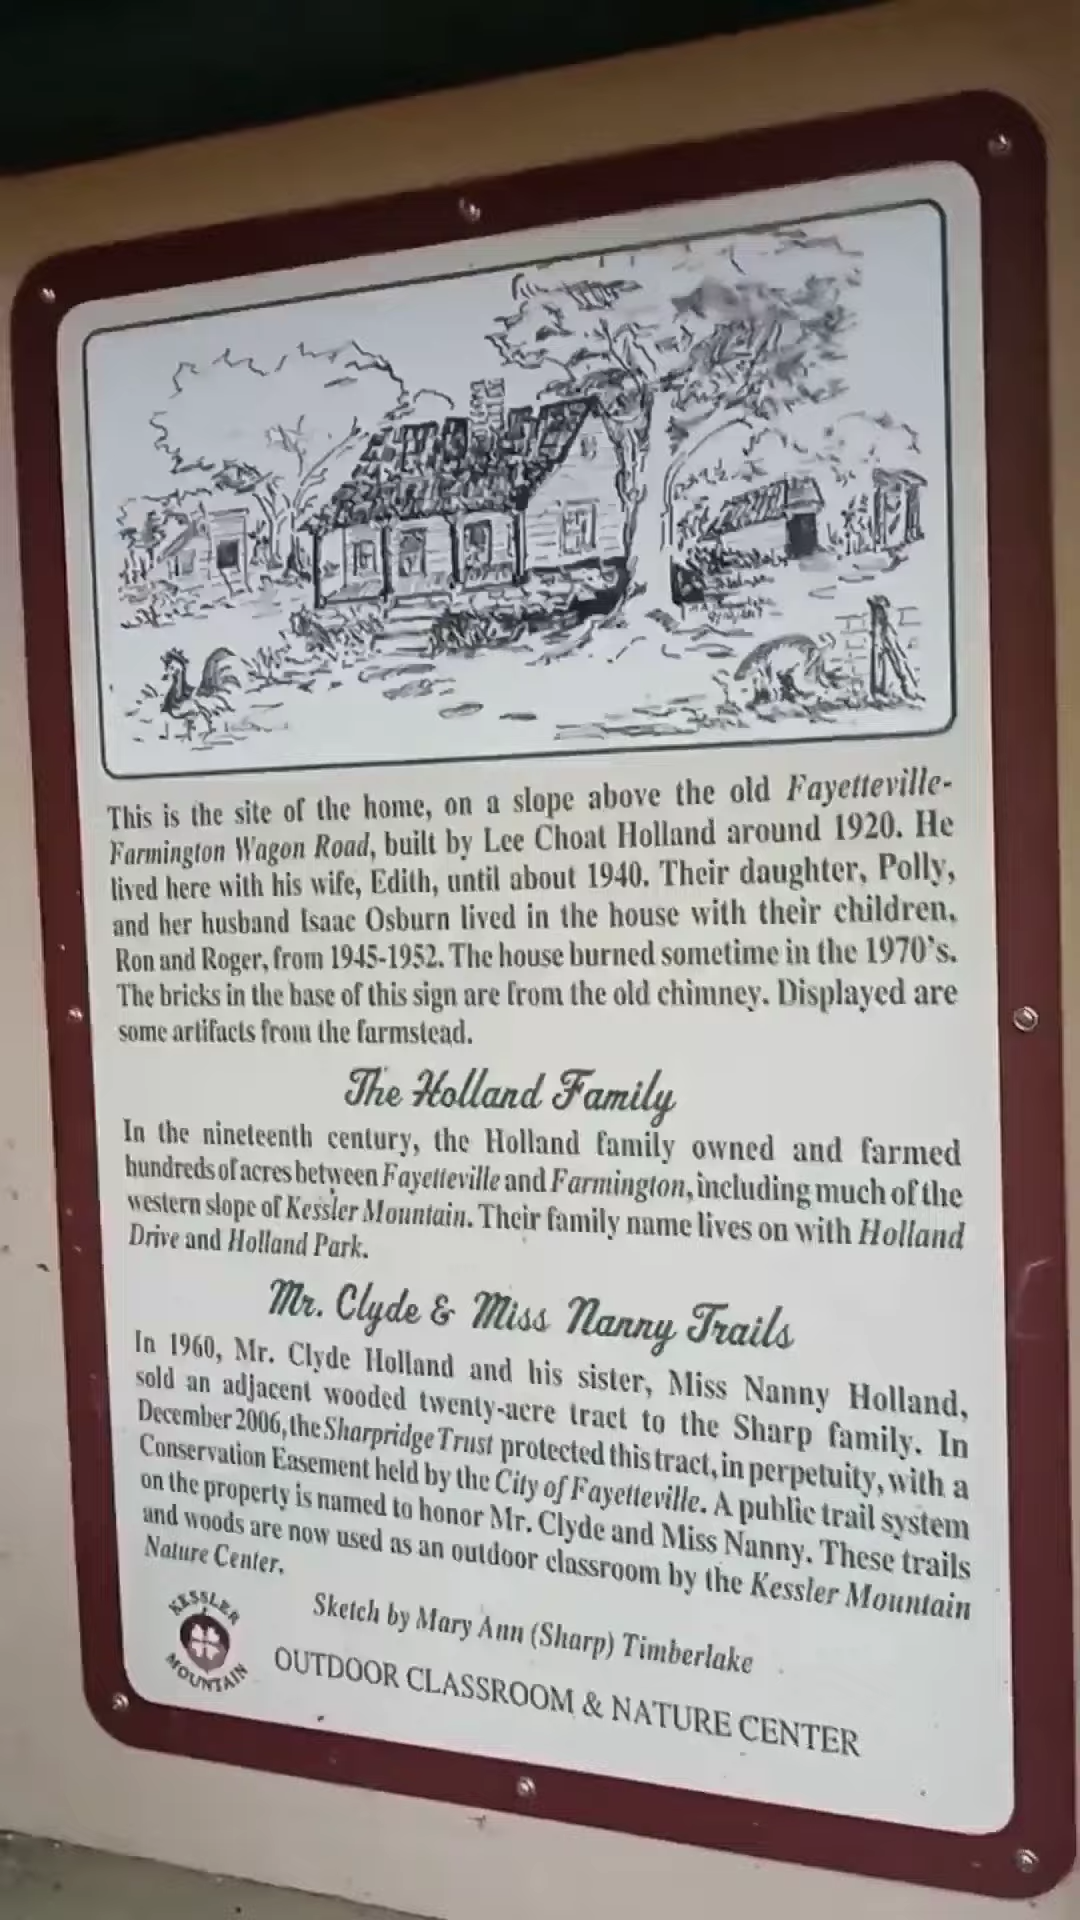 This is the site of the home, on a slope above the old Fayetteville-
Farmington Wagon Road, built by Lee Choat Holland around 1920. He
lived here with his wife, Edith, until about 1940. Their daughter, Polly,
and her husband Isaac Osburn lived in the house with their children,
Ron and Roger, from 1945-1952. The house burned sometime in the 1970's.
The bricks in the base of this sign are from the old chimney. Displayed are
some artifacts from the farmstead.
The Holland Family
In the nineteenth century, the Holland family owned and farmed
hundreds of acres between Fayetteville and Farmington, including much of the
western slope of Kessler Mountain. Their family name lives on with Holland
Drive and Holland Park.
Mr. Clyde & Miss Nanny Trails
In 1960, Mr. Clyde Holland and his sister, Miss Nanny Holland,
sold an adjacent wooded twenty-acre tract to the Sharp family. In
December 2006, the Sharpridge Trust protected this tract, in perpetuity, with a
Conservation Easement held by the City of Fayetteville. A public trail system
on the property is named to honor Mr. Clyde and Miss Nanny. These trails
and woods are now used as an outdoor classroom by the Kessler Mountain
Nature Center.
Sketch by Mary Ann (Sharp) Timberlake
KESSLER
MOUNTAIN
OUTDOOR CLASSROOM & NATURE CENTER